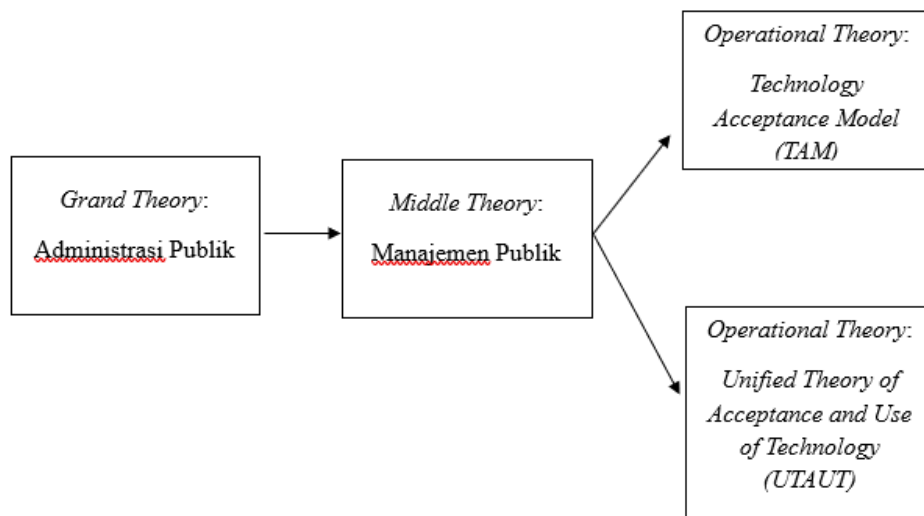 Grand Theory:
Administrasi Publik
Middle Theory:
Manajemen Publik
Operational Theory:
Technology
Acceptance Model
(TAM)
Operational Theory:
Unified Theory of
Acceptance and Use
of Technology
(UTAUT)